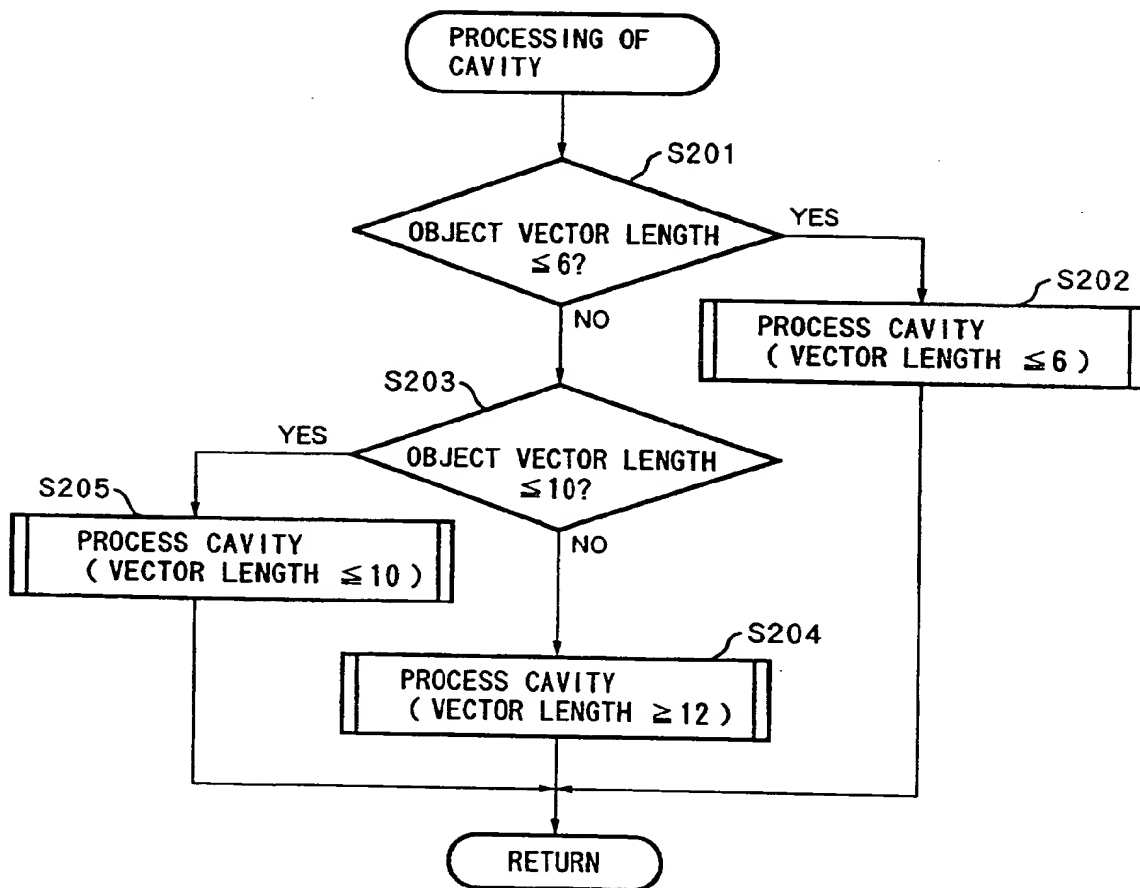 PROCESSING OF
CAVITY
S201
OBJECT VECTOR LENGTH
≦6?
YES
NO
S202
PROCESS CAVITY
(VECTOR LENGTH ≦6)
S203
OBJECT VECTOR LENGTH
≦10?
YES
NO
S205
PROCESS CAVITY
(VECTOR LENGTH ≦10)
S204
PROCESS CAVITY
(VECTOR LENGTH ≧12)
RETURN